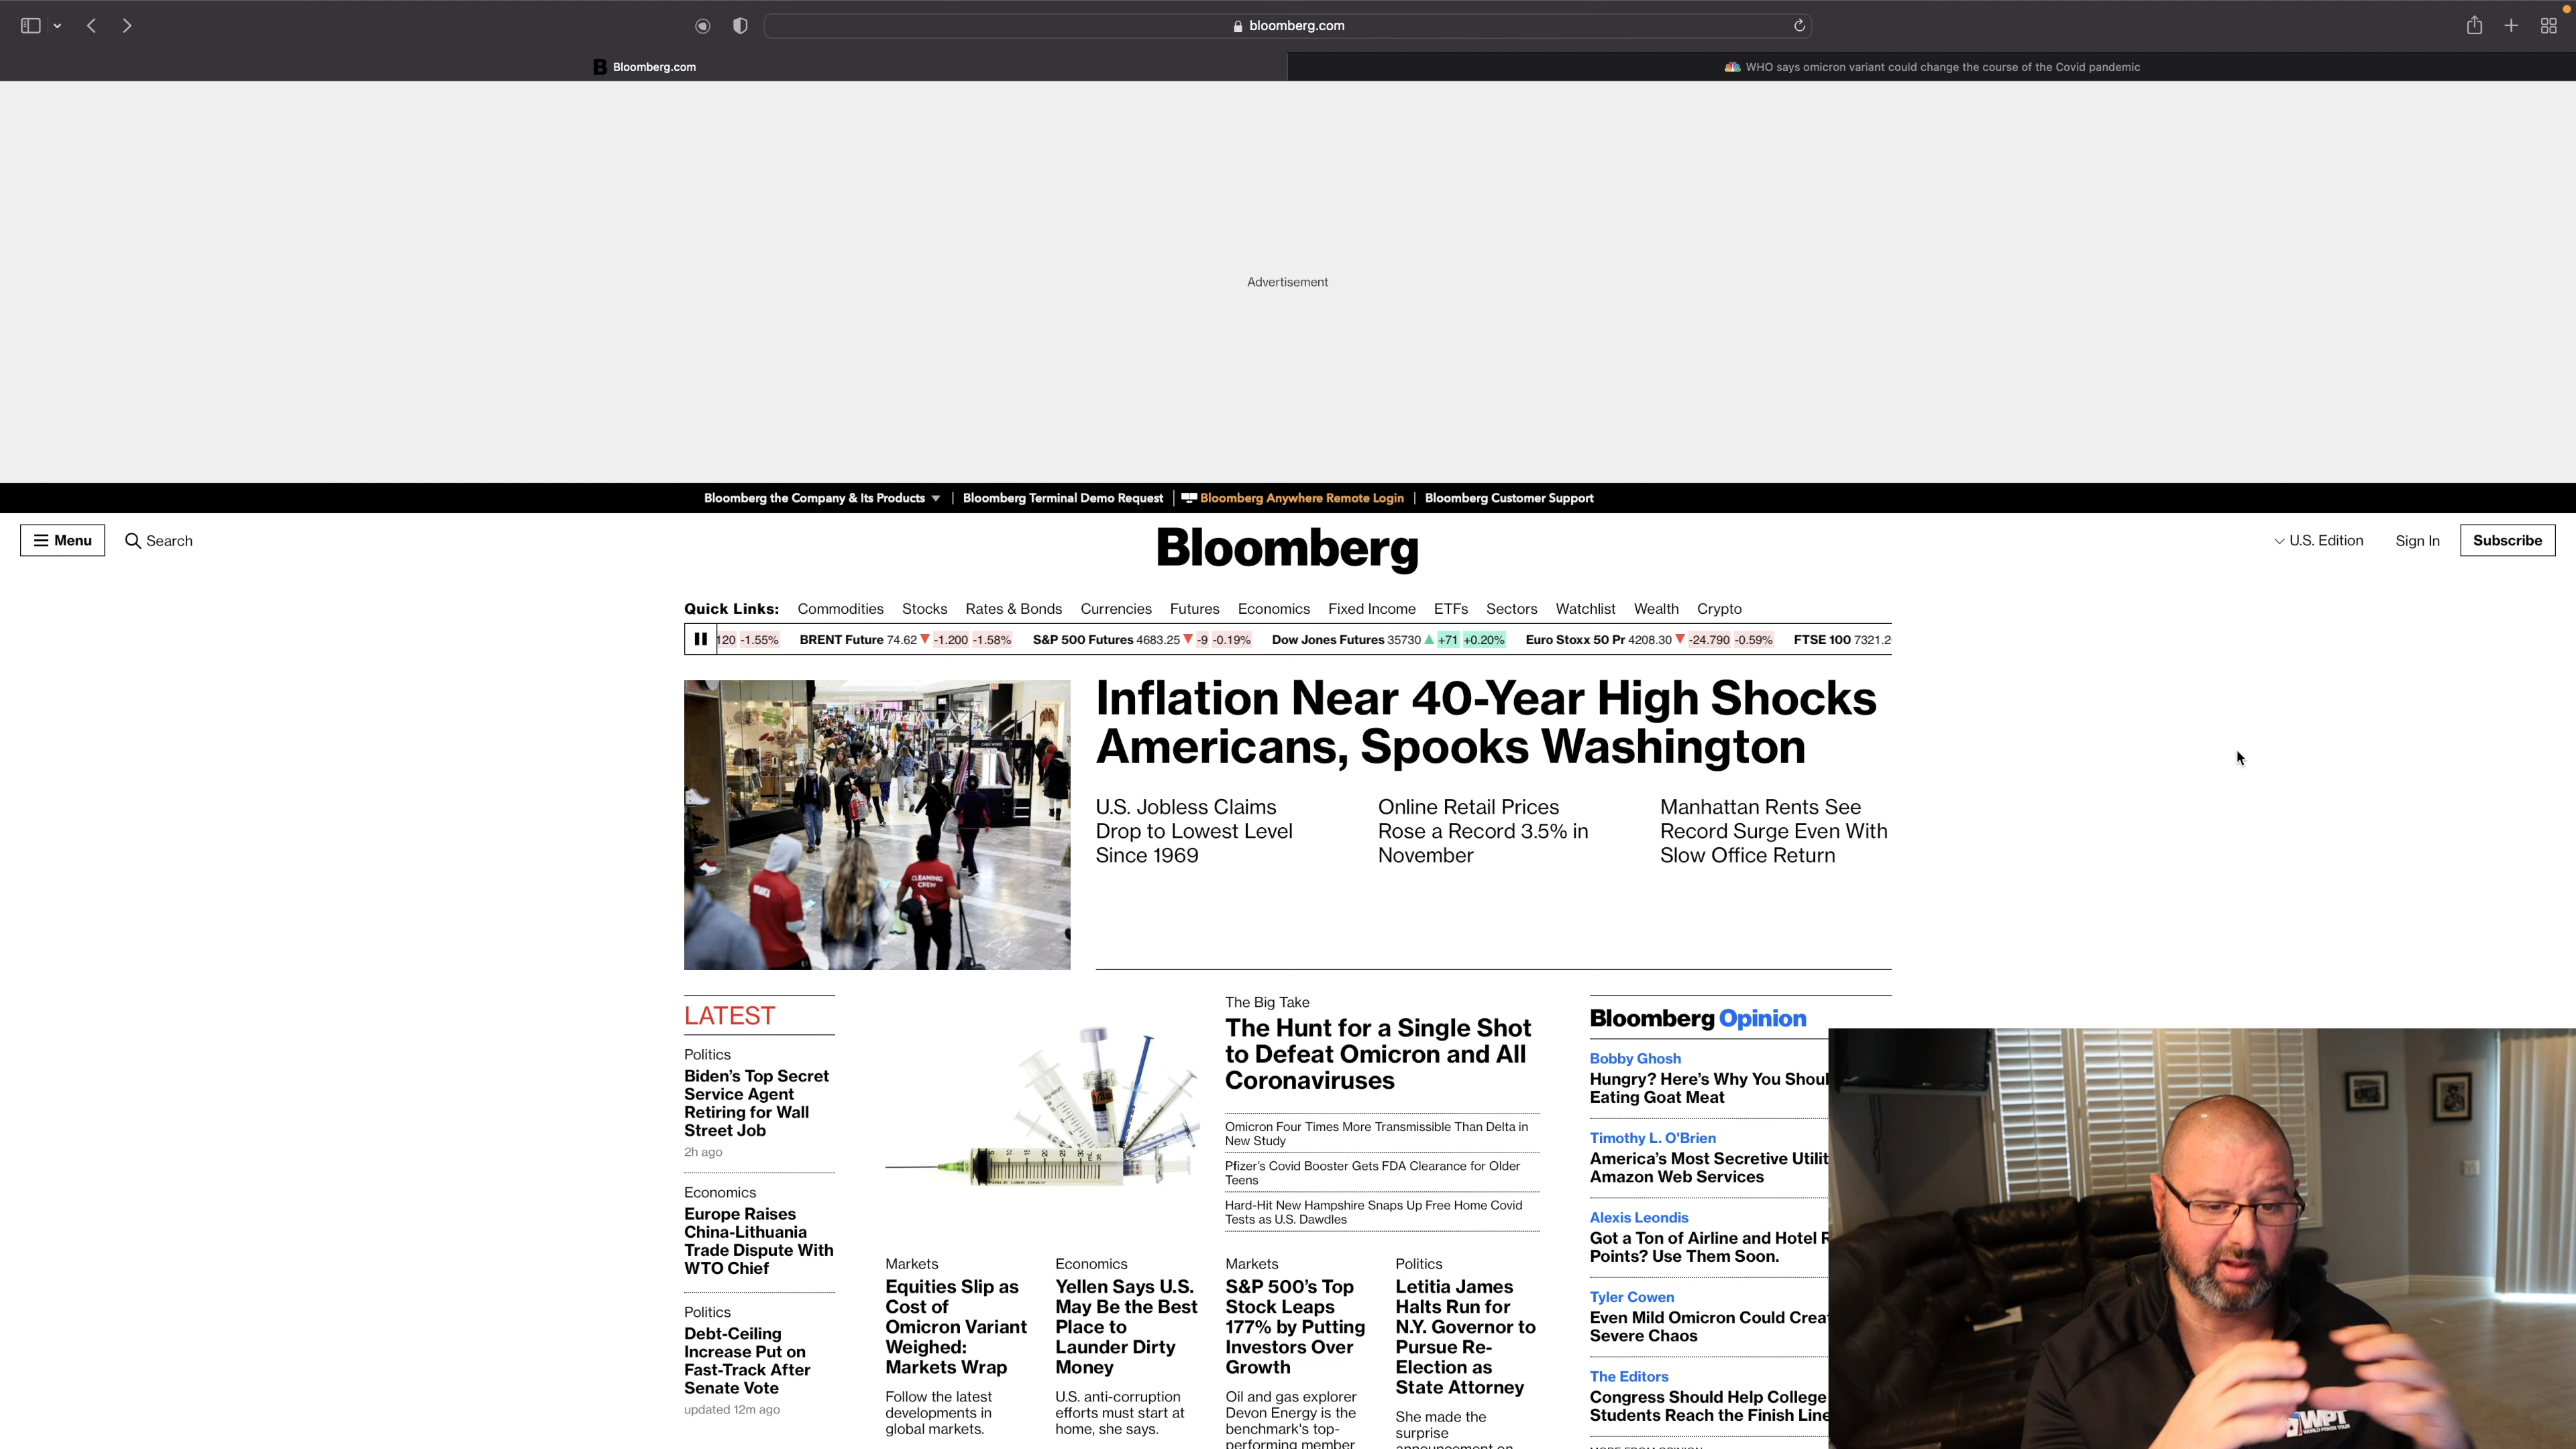 bloomberg.com
Bloomberg.com
WHO says omicron variant could change the course of the Covid pandemic
Advertisement
Bloomberg the Company & Its Products
Bloomberg Terminal Demo Request
Bloomberg Anywhere Remote Login
Bloomberg Customer Support
Menu
Search
Bloomberg
U.S. Edition
Sign In
Subscribe
Quick Links: Commodities Stocks Rates & Bonds Currencies Futures Economics Fixed Income ETFs Sectors Watchlist Wealth Crypto
120 -1.55% BRENT Future 74.62 -1.200 -1.58% S&P 500 Futures 4683.25 -9 -0.19% Dow Jones Futures 35730 +71 +0.20% Euro Stoxx 50 Pr 4208.30 -24.790 -0.59% FTSE 100 7321.2
Inflation Near 40-Year High Shocks
Americans, Spooks Washington
U.S. Jobless Claims
Drop to Lowest Level
Since 1969
Online Retail Prices
Rose a Record 3.5% in
November
Manhattan Rents See
Record Surge Even With
Slow Office Return
CLEANING
CREW
LATEST
Politics
Biden's Top Secret
Service Agent
Retiring for Wall
Street Job
2h ago
Economics
Europe Raises
China-Lithuania
Trade Dispute With
WTO Chief
Politics
Debt-Ceiling
Increase Put on
Fast-Track After
Senate Vote
updated 12m ago
The Big Take
The Hunt for a Single Shot
to Defeat Omicron and All
Coronaviruses
Omicron Four Times More Transmissible Than Delta in
New Study
Pfizer's Covid Booster Gets FDA Clearance for Older
Teens
Hard-Hit New Hampshire Snaps Up Free Home Covid
Tests as U.S. Dawdles
Markets
Equities Slip as
Cost of
Omicron Variant
Weighed:
Markets Wrap
Follow the latest
developments in
global markets.
Economics
Yellen Says U.S.
May Be the Best
Place to
Launder Dirty
Money
U.S. anti-corruption
efforts must start at
home, she says.
Markets
S&P 500's Top
Stock Leaps
177% by Putting
Investors Over
Growth
Oil and gas explorer
Devon Energy is the
benchmark's top-
performing member
Politics
Letitia James
Halts Run for
N.Y. Governor to
Pursue Re-
Election as
State Attorney
She made the
surprise
announcement on
Bloomberg Opinion
Bobby Ghosh
Hungry? Here's Why You Shoul
Eating Goat Meat
Timothy L. O'Brien
America's Most Secretive Utilit
Amazon Web Services
Alexis Leondis
Got a Ton of Airline and Hotel R
Points? Use Them Soon.
Tyler Cowen
Even Mild Omicron Could Crea
Severe Chaos
The Editors
Congress Should Help College
Students Reach the Finish Line
MORE FROM OPINION
WPT
WORLD POKER TOUR